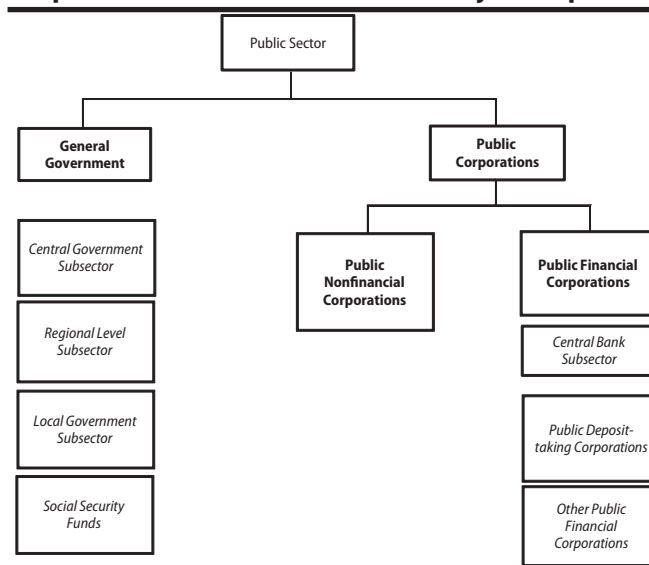 Public Sector
General
Government
Public
Corporations
Central Government
Subsector
Regional Level
Subsector
Local Government
Subsector
Social Security
Funds
Public
Nonfinancial
Corporations
Public Financial
Corporations
Central Bank
Subsector
Public Deposit-
taking Corporations
Other Public
Financial
Corporations